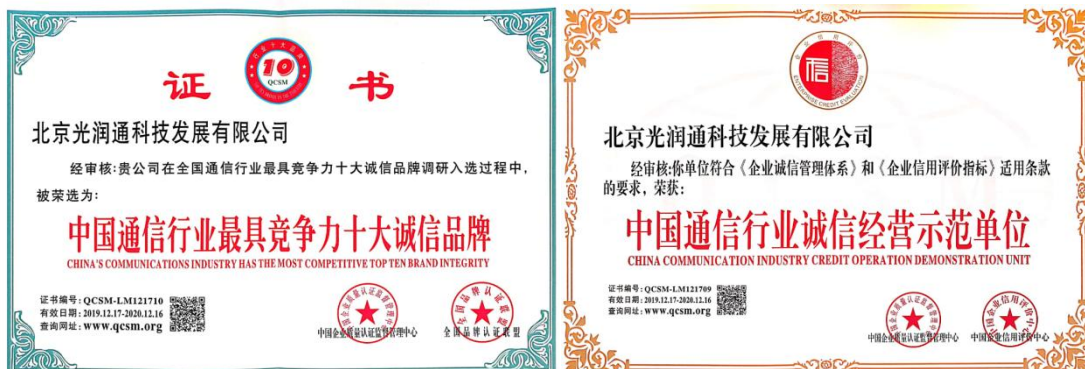 行业十大品牌
10
QCSM
证 书
北京光润通科技发展有限公司
经审核:贵公司在全国通信行业最具竞争力十大诚信品牌调研入选过程中,
被荣选为:
中国通信行业最具竞争力十大诚信品牌
CHINA'S COMMUNICATIONS INDUSTRY HAS THE MOST COMPETITIVE TOP TEN BRAND INTEGRITY
证书编号: QCSM-LM121710
有效日期: 2019.12.17-2020.12.16
查询网址: www.qcsm.org
中国企业质量认证监督管理中心
全国品牌认证联盟
企业信用评价
信
ENTERPRISE CREDIT EVALUATION
北京光润通科技发展有限公司
经审核:你单位符合《企业诚信管理体系》和《企业信用评价指标》适用条款
的要求，荣获:
中国通信行业诚信经营示范单位
CHINA COMMUNICATION INDUSTRY CREDIT OPERATION DEMONSTRATION UNIT
证书编号: QCSM-LM121709
有效日期: 2019.12.17-2020.12.16
查询网址: www.qcsm.org
中国企业质量认证监督管理中心
中国企业信用评价中心